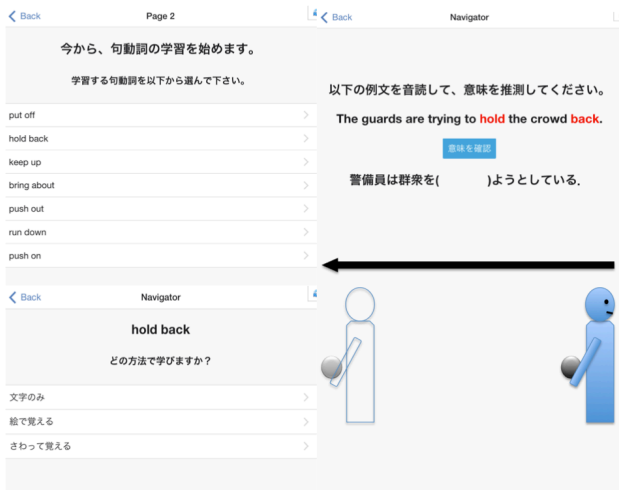 Back
Page 2
今から、句動詞の学習を始めます。
学習する句動詞を以下から選んで下さい。
put off
hold back
keep up
bring about
push out
run down
push on
Back
Navigator
hold back
どの方法で学びますか？
文字のみ
絵で覚える
さわって覚える
Back
Navigator
以下の例文を音読して、意味を推測してください。
The guards are trying to hold the crowd back.
意味を確認
警備員は群衆を(　　　　)ようとしている.